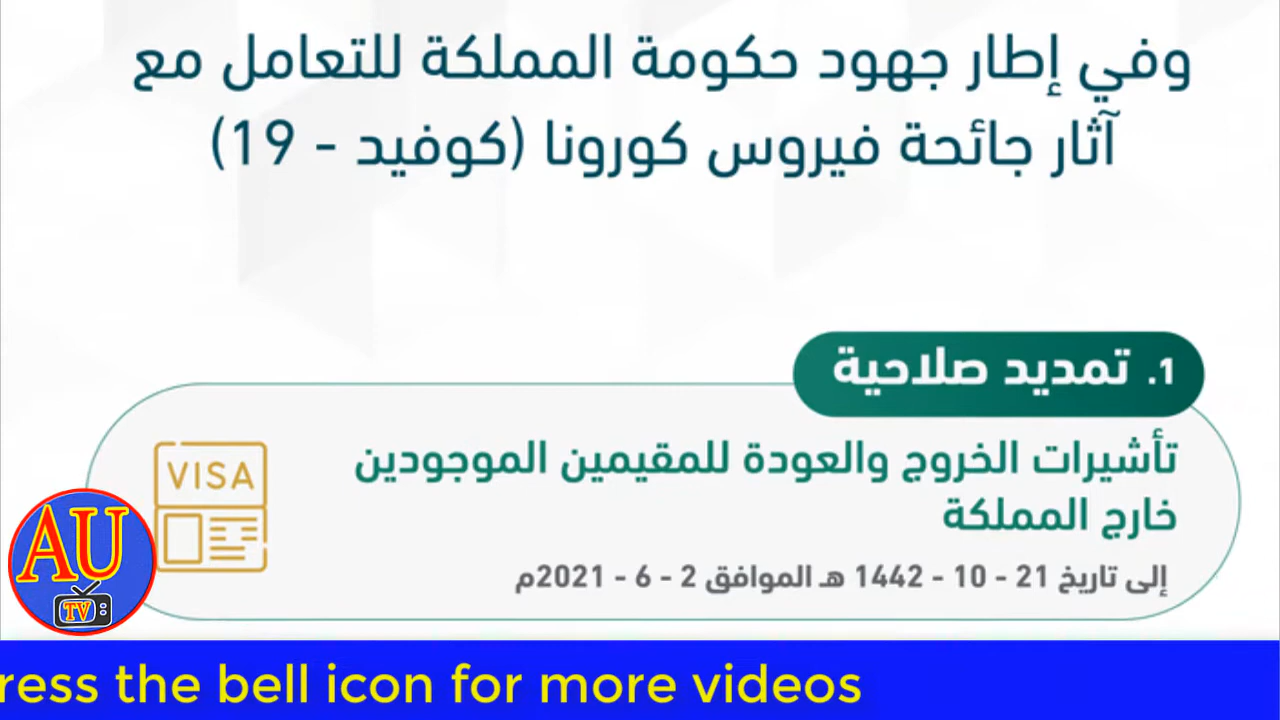 وفي إطار جهود حكومة المملكة للتعامل مع
آثار جائحة فيروس كورونا (كوفيد - 19)
1. تمديد صلاحية
تأشيرات الخروج والعودة للمقيمين الموجودين
خارج المملكة
إلى تاريخ 21 - 10 - 1442 هـ الموافق 2 - 6 - 2021م
VISA
AU
TV
ress the bell icon for more videos